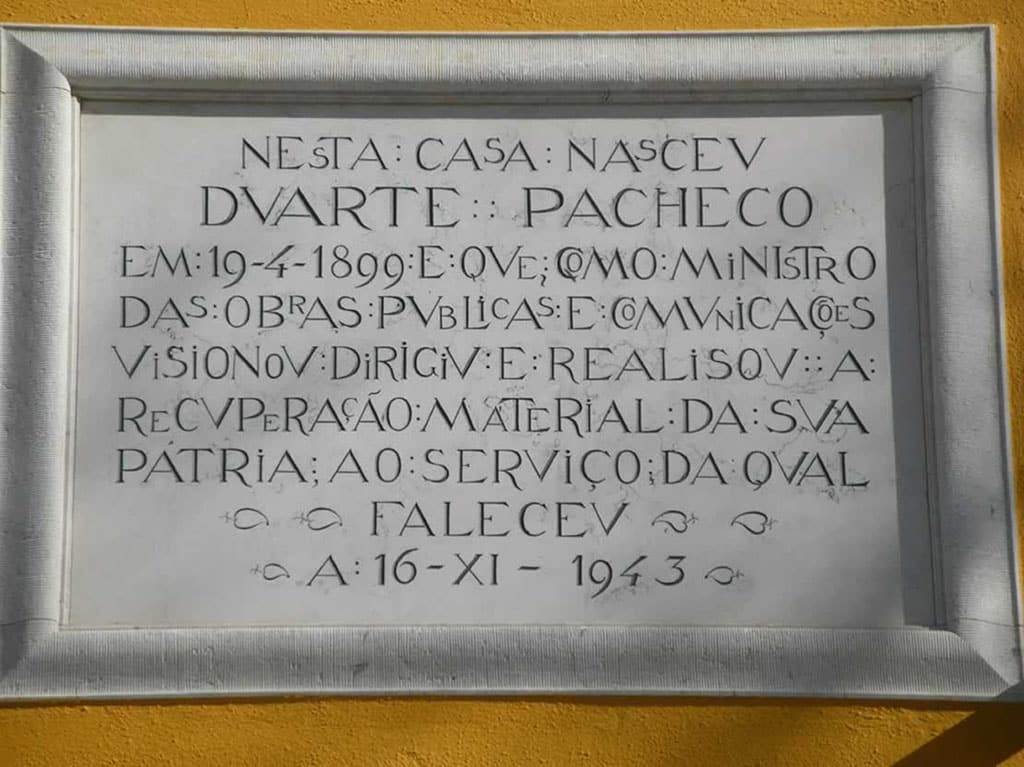 NESTA : CASA : NASCEV
DVARTE :: PACHECO
EM : 19-4-1899 : E : QVE; COMO : MiNISTRO
DAS : OBRAS : PVBLICAS : E : COMVNICAÇÕES
ViSIONOV : DiRIGiV : E : REALiSOV :: A :
RECVPERAÇÃO : MATERiAL : DA : SVA
PATRiA; AO : SERViÇO; DA : QVAL
FALECEV
A : 16 - XI - 1943